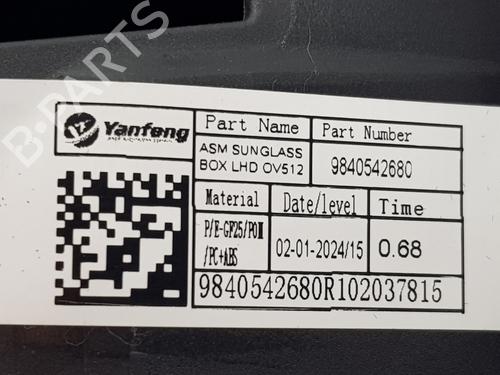 Yanfeng
Part Name
Part Number
ASM SUNGLASS
BOX LHD OV512
9840542680
Material
Date/level
Time
P/E-GF25/POM
/PC+ABS
02-01-2024/15
0.68
9840542680R102037815
B-PARTS